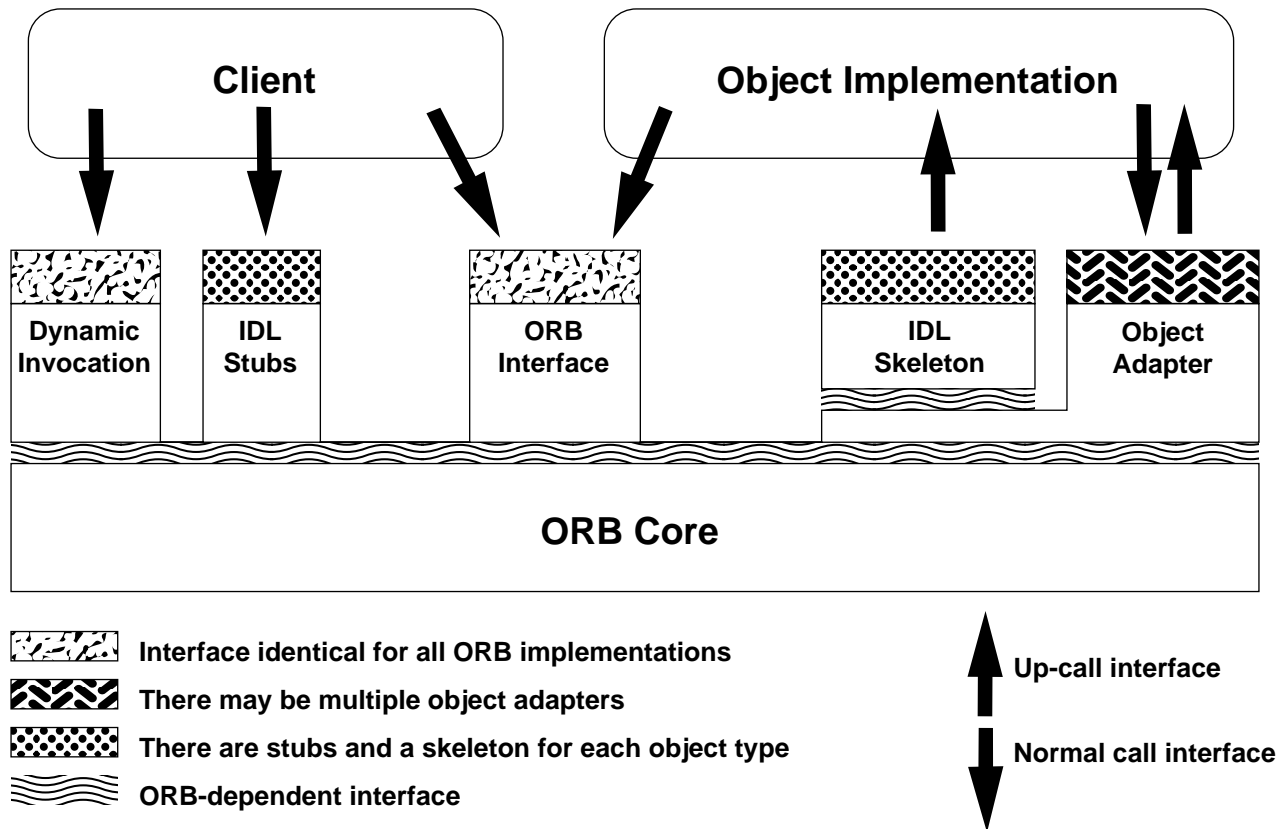 Client
Object Implementation
Dynamic
Invocation
IDL
Stubs
ORB
Interface
IDL
Skeleton
Object
Adapter
ORB Core
Interface identical for all ORB implementations
There may be multiple object adapters
There are stubs and a skeleton for each object type
ORB-dependent interface
Up-call interface
Normal call interface